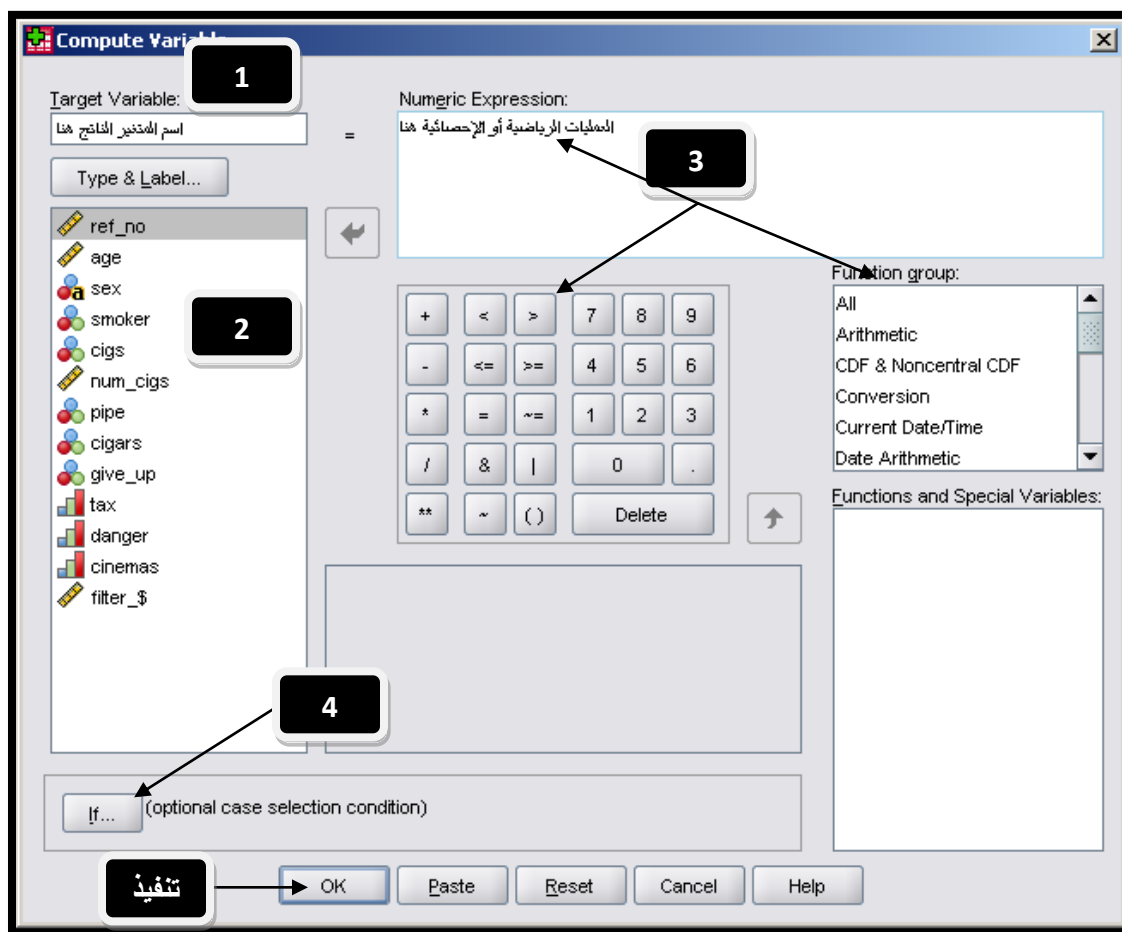 Compute Vari
1
Target Variable:
Numeric Expression:
اسم المتغير الناتج هنا
=
العمليات الرياضية أو الإحصائية هنا
3
Type & Label...
ref_no
age
sex
smoker
cigs
num_cigs
pipe
cigars
give_up
tax
danger
cinemas
filter_$
2
+ < > 7 8 9
- <= >= 4 5 6
* = ~= 1 2 3
/ & | 0 .
** ~ ( ) Delete
Function group:
All
Arithmetic
CDF & Noncentral CDF
Conversion
Current Date/Time
Date Arithmetic
Functions and Special Variables:
4
If... (optional case selection condition)
تنفيذ
OK Paste Reset Cancel Help